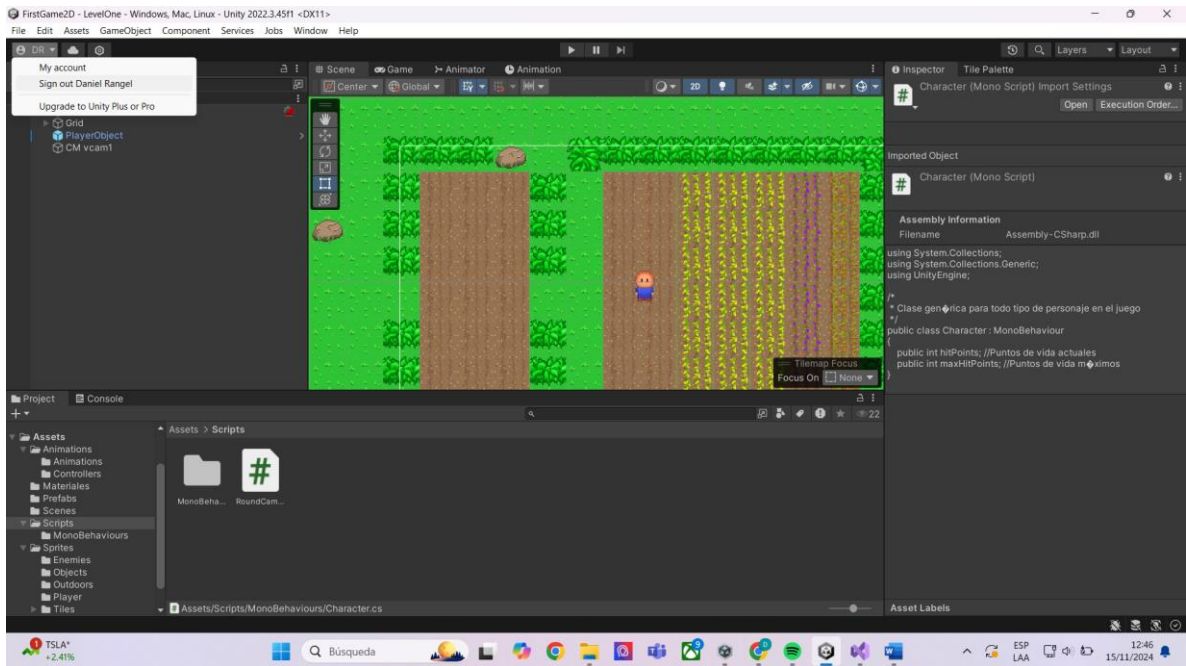 FirstGame2D - LevelOne - Windows, Mac, Linux - Unity 2022.3.45f1 <DX11>
File Edit Assets GameObject Component Services Jobs Window Help
DR
Layers Layout
My account
Sign out Daniel Rangel
Upgrade to Unity Plus or Pro
Grid
PlayerObject
CM vcam1
Scene Game Animator Animation
Center Global 2D
Tilemap Focus
Focus On None
Inspector Tile Palette
Character (Mono Script) Import Settings
Open Execution Order...
Imported Object
Character (Mono Script)
Assembly Information
Filename Assembly-CSharp.dll
using System.Collections;
using System.Collections.Generic;
using UnityEngine;
/*
* Clase gen�rica para todo tipo de personaje en el juego
*/
public class Character : MonoBehaviour
{
public int hitPoints; //Puntos de vida actuales
public int maxHitPoints; //Puntos de vida m�ximos
}
Project Console
22
Assets
Animations
Animations
Controllers
Materiales
Prefabs
Scenes
Scripts
MonoBehaviours
Sprites
Enemies
Objects
Outdoors
Player
Tiles
Assets > Scripts
MonoBeha... RoundCam...
Assets/Scripts/MonoBehaviours/Character.cs
Asset Labels
1 TSLA*
+2.41%
Búsqueda
ESP
LAA
12:46
15/11/2024